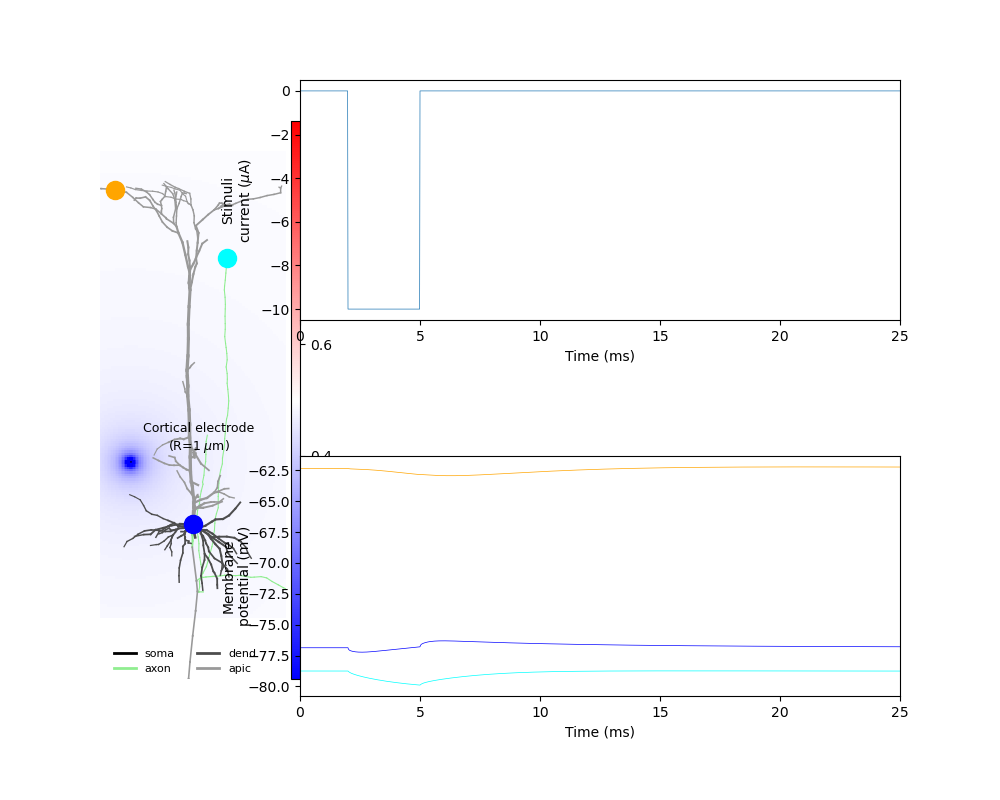 0
−2
−4
−6
−8
−10
Stimuli
current (μA)
0 5 10 15 20 25
Time (ms)
0.6
0.4
Cortical electrode
(R=1 μm)
−62.5
−65.0
−67.5
−70.0
−72.5
−75.0
−77.5
−80.0
Membrane
potential (mV)
0 5 10 15 20 25
Time (ms)
soma dend
axon apic